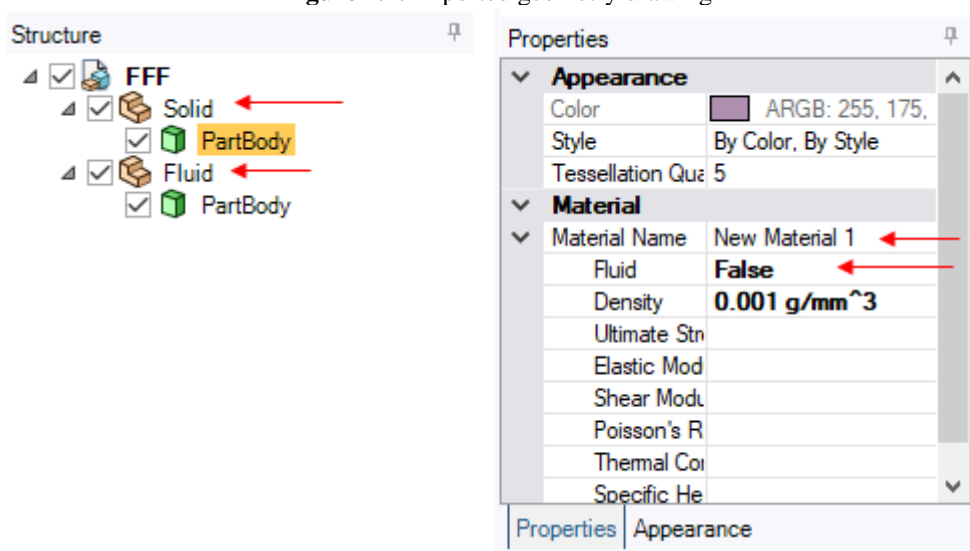 Structure
FFF
Solid
PartBody
Fluid
PartBody
Properties
Appearance
Color ARGB: 255, 175,
Style By Color, By Style
Tessellation Qua 5
Material
Material Name New Material 1
Fluid False
Density 0.001 g/mm^3
Ultimate Stre
Elastic Mod
Shear Modu
Poisson's R
Thermal Cor
Specific He
Properties Appearance